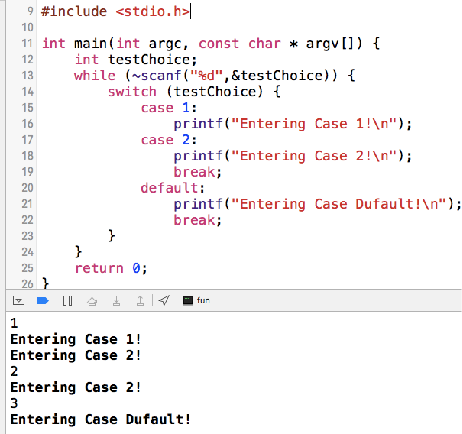 9 #include <stdio.h>
10
11 int main(int argc, const char * argv[]) {
12     int testChoice;
13     while (~scanf("%d",&testChoice)) {
14         switch (testChoice) {
15             case 1:
16                 printf("Entering Case 1!\n");
17             case 2:
18                 printf("Entering Case 2!\n");
19                 break;
20             default:
21                 printf("Entering Case Dufault!\n");
22                 break;
23         }
24     }
25     return 0;
26 }
fun
1
Entering Case 1!
Entering Case 2!
2
Entering Case 2!
3
Entering Case Dufault!